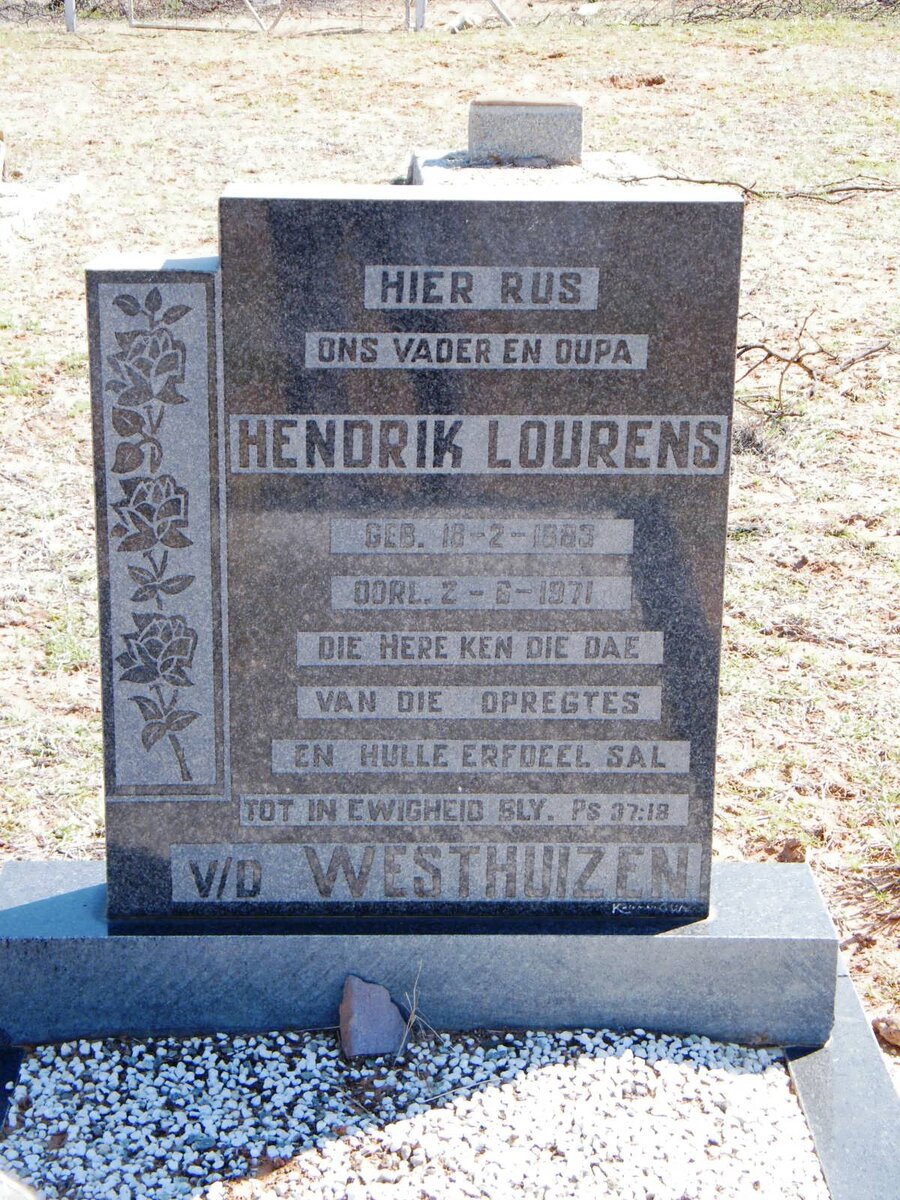 HIER RUS
ONS VADER EN OUPA
HENDRIK LOURENS
GEB. 18-2-1883
OORL. 2-6-1971
DIE HERE KEN DIE DAE
VAN DIE OPREGTES
EN HULLE ERFDEEL SAL
TOT IN EWIGHEID BLY. PS 37:18
V/D WESTHUIZEN